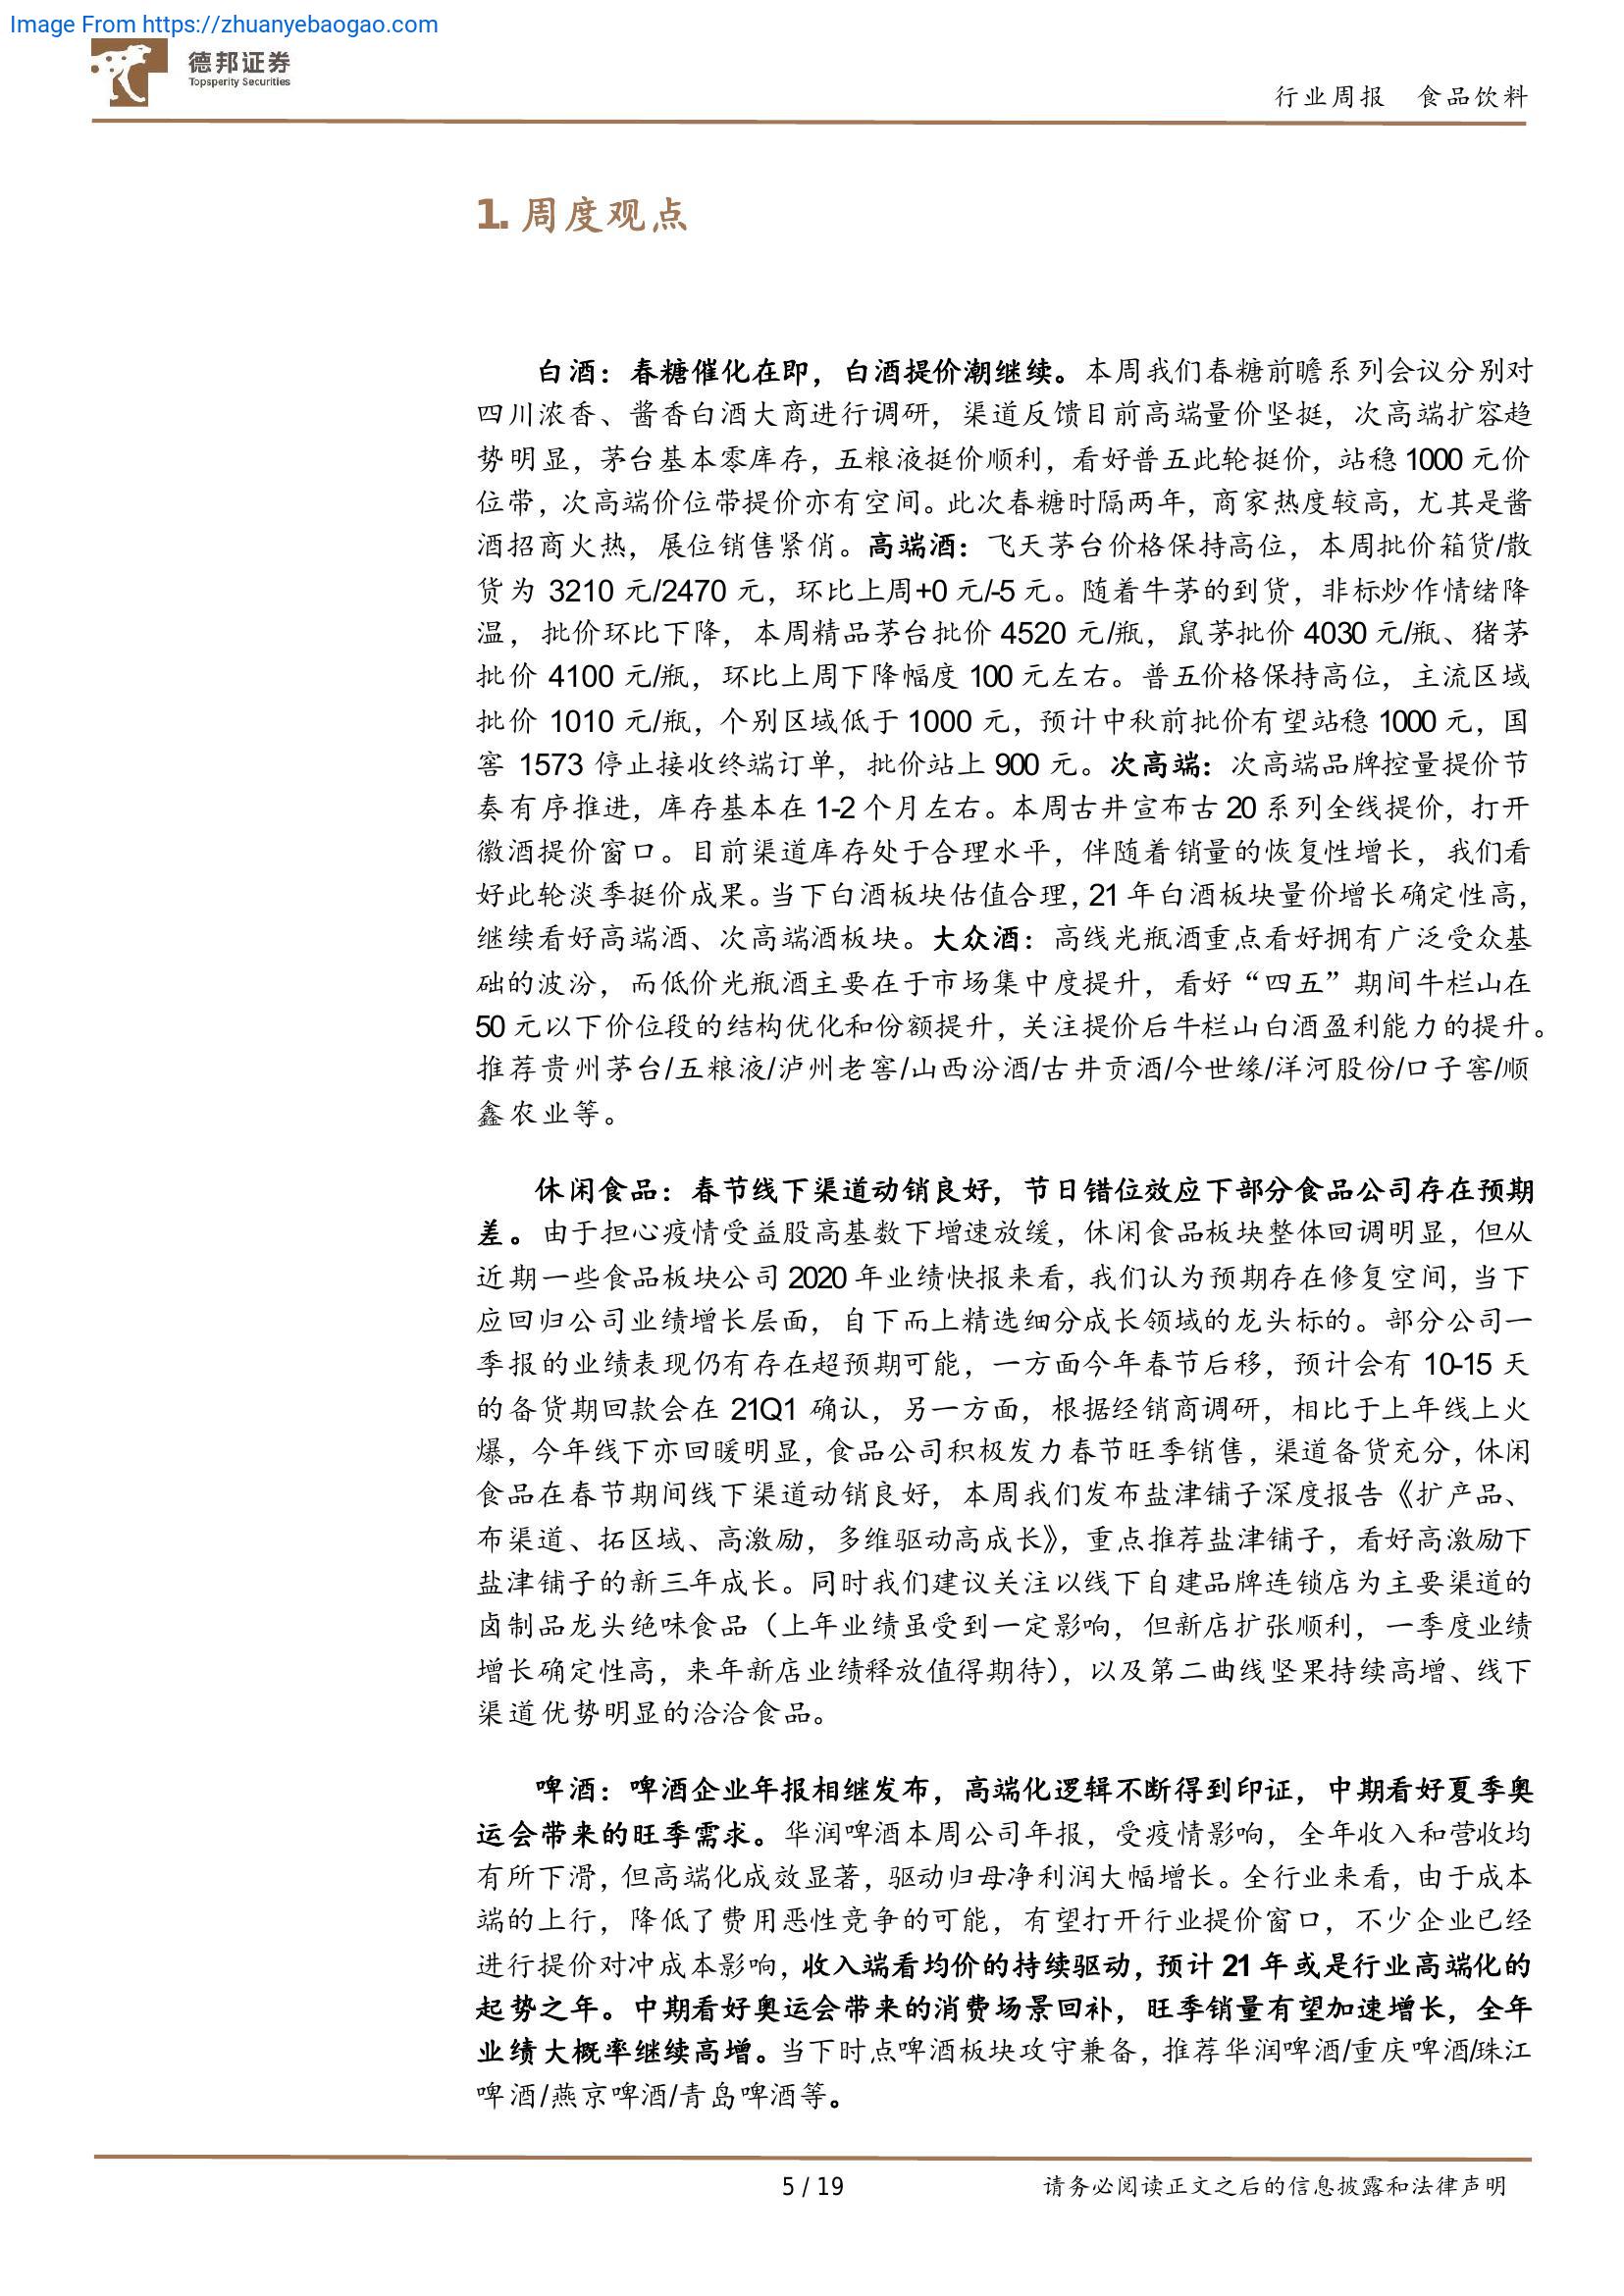 Image From https://zhuanyebaogao.com
德邦证券
Topsperity Securities
行业周报 食品饮料
1. 周度观点
白酒：春糖催化在即，白酒提价潮继续。本周我们春糖前瞻系列会议分别对
四川浓香、酱香白酒大商进行调研，渠道反馈目前高端量价坚挺，次高端扩容趋
势明显，茅台基本零库存，五粮液挺价顺利，看好普五此轮挺价，站稳 1000 元价
位带，次高端价位带提价亦有空间。此次春糖时隔两年，商家热度较高，尤其是酱
酒招商火热，展位销售紧俏。高端酒：飞天茅台价格保持高位，本周批价箱货/散
货为 3210 元/2470 元，环比上周+0 元/-5 元。随着牛茅的到货，非标炒作情绪降
温，批价环比下降，本周精品茅台批价 4520 元/瓶，鼠茅批价 4030 元/瓶、猪茅
批价 4100 元/瓶，环比上周下降幅度 100 元左右。普五价格保持高位，主流区域
批价 1010 元/瓶，个别区域低于 1000 元，预计中秋前批价有望站稳 1000 元，国
窖 1573 停止接收终端订单，批价站上 900 元。次高端：次高端品牌控量提价节
奏有序推进，库存基本在 1-2 个月左右。本周古井宣布古 20 系列全线提价，打开
徽酒提价窗口。目前渠道库存处于合理水平，伴随着销量的恢复性增长，我们看
好此轮淡季挺价成果。当下白酒板块估值合理，21 年白酒板块量价增长确定性高，
继续看好高端酒、次高端酒板块。大众酒：高线光瓶酒重点看好拥有广泛受众基
础的波汾，而低价光瓶酒主要在于市场集中度提升，看好“四五”期间牛栏山在
50 元以下价位段的结构优化和份额提升，关注提价后牛栏山白酒盈利能力的提升。
推荐贵州茅台/五粮液/泸州老窖/山西汾酒/古井贡酒/今世缘/洋河股份/口子窖/顺
鑫农业等。
休闲食品：春节线下渠道动销良好，节日错位效应下部分食品公司存在预期
差。由于担心疫情受益股高基数下增速放缓，休闲食品板块整体回调明显，但从
近期一些食品板块公司 2020 年业绩快报来看，我们认为预期存在修复空间，当下
应回归公司业绩增长层面，自下而上精选细分成长领域的龙头标的。部分公司一
季报的业绩表现仍有存在超预期可能，一方面今年春节后移，预计会有 10-15 天
的备货期回款会在 21Q1 确认，另一方面，根据经销商调研，相比于上年线上火
爆，今年线下亦回暖明显，食品公司积极发力春节旺季销售，渠道备货充分，休闲
食品在春节期间线下渠道动销良好，本周我们发布盐津铺子深度报告《扩产品、
布渠道、拓区域、高激励，多维驱动高成长》，重点推荐盐津铺子，看好高激励下
盐津铺子的新三年成长。同时我们建议关注以线下自建品牌连锁店为主要渠道的
卤制品龙头绝味食品（上年业绩虽受到一定影响，但新店扩张顺利，一季度业绩
增长确定性高，来年新店业绩释放值得期待），以及第二曲线坚果持续高增、线下
渠道优势明显的洽洽食品。
啤酒：啤酒企业年报相继发布，高端化逻辑不断得到印证，中期看好夏季奥
运会带来的旺季需求。华润啤酒本周公司年报，受疫情影响，全年收入和营收均
有所下滑，但高端化成效显著，驱动归母净利润大幅增长。全行业来看，由于成本
端的上行，降低了费用恶性竞争的可能，有望打开行业提价窗口，不少企业已经
进行提价对冲成本影响，收入端看均价的持续驱动，预计 21 年或是行业高端化的
起势之年。中期看好奥运会带来的消费场景回补，旺季销量有望加速增长，全年
业绩大概率继续高增。当下时点啤酒板块攻守兼备，推荐华润啤酒/重庆啤酒/珠江
啤酒/燕京啤酒/青岛啤酒等。
5 / 19
请务必阅读正文之后的信息披露和法律声明